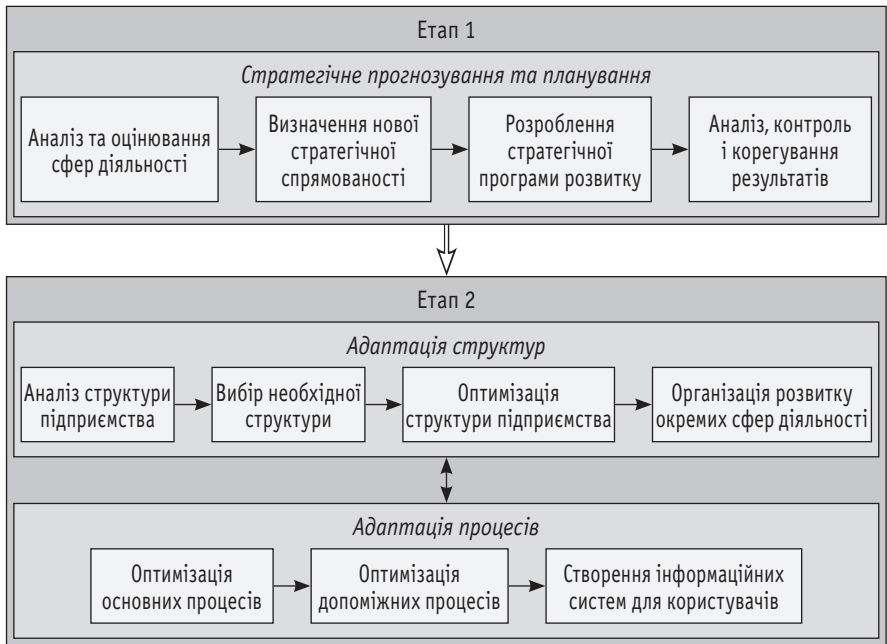 Етап 1
Стратегічне прогнозування та планування
Аналіз та оцінювання
сфер діяльності
Визначення нової
стратегічної
спрямованості
Розроблення
стратегічної
програми розвитку
Аналіз, контроль
і корегування
результатів
Етап 2
Адаптація структур
Аналіз структури
підприємства
Вибір необхідної
структури
Оптимізація
структури підприємства
Організація розвитку
окремих сфер діяльності
Адаптація процесів
Оптимізація
основних процесів
Оптимізація
допоміжних процесів
Створення інформаційних
систем для користувачів